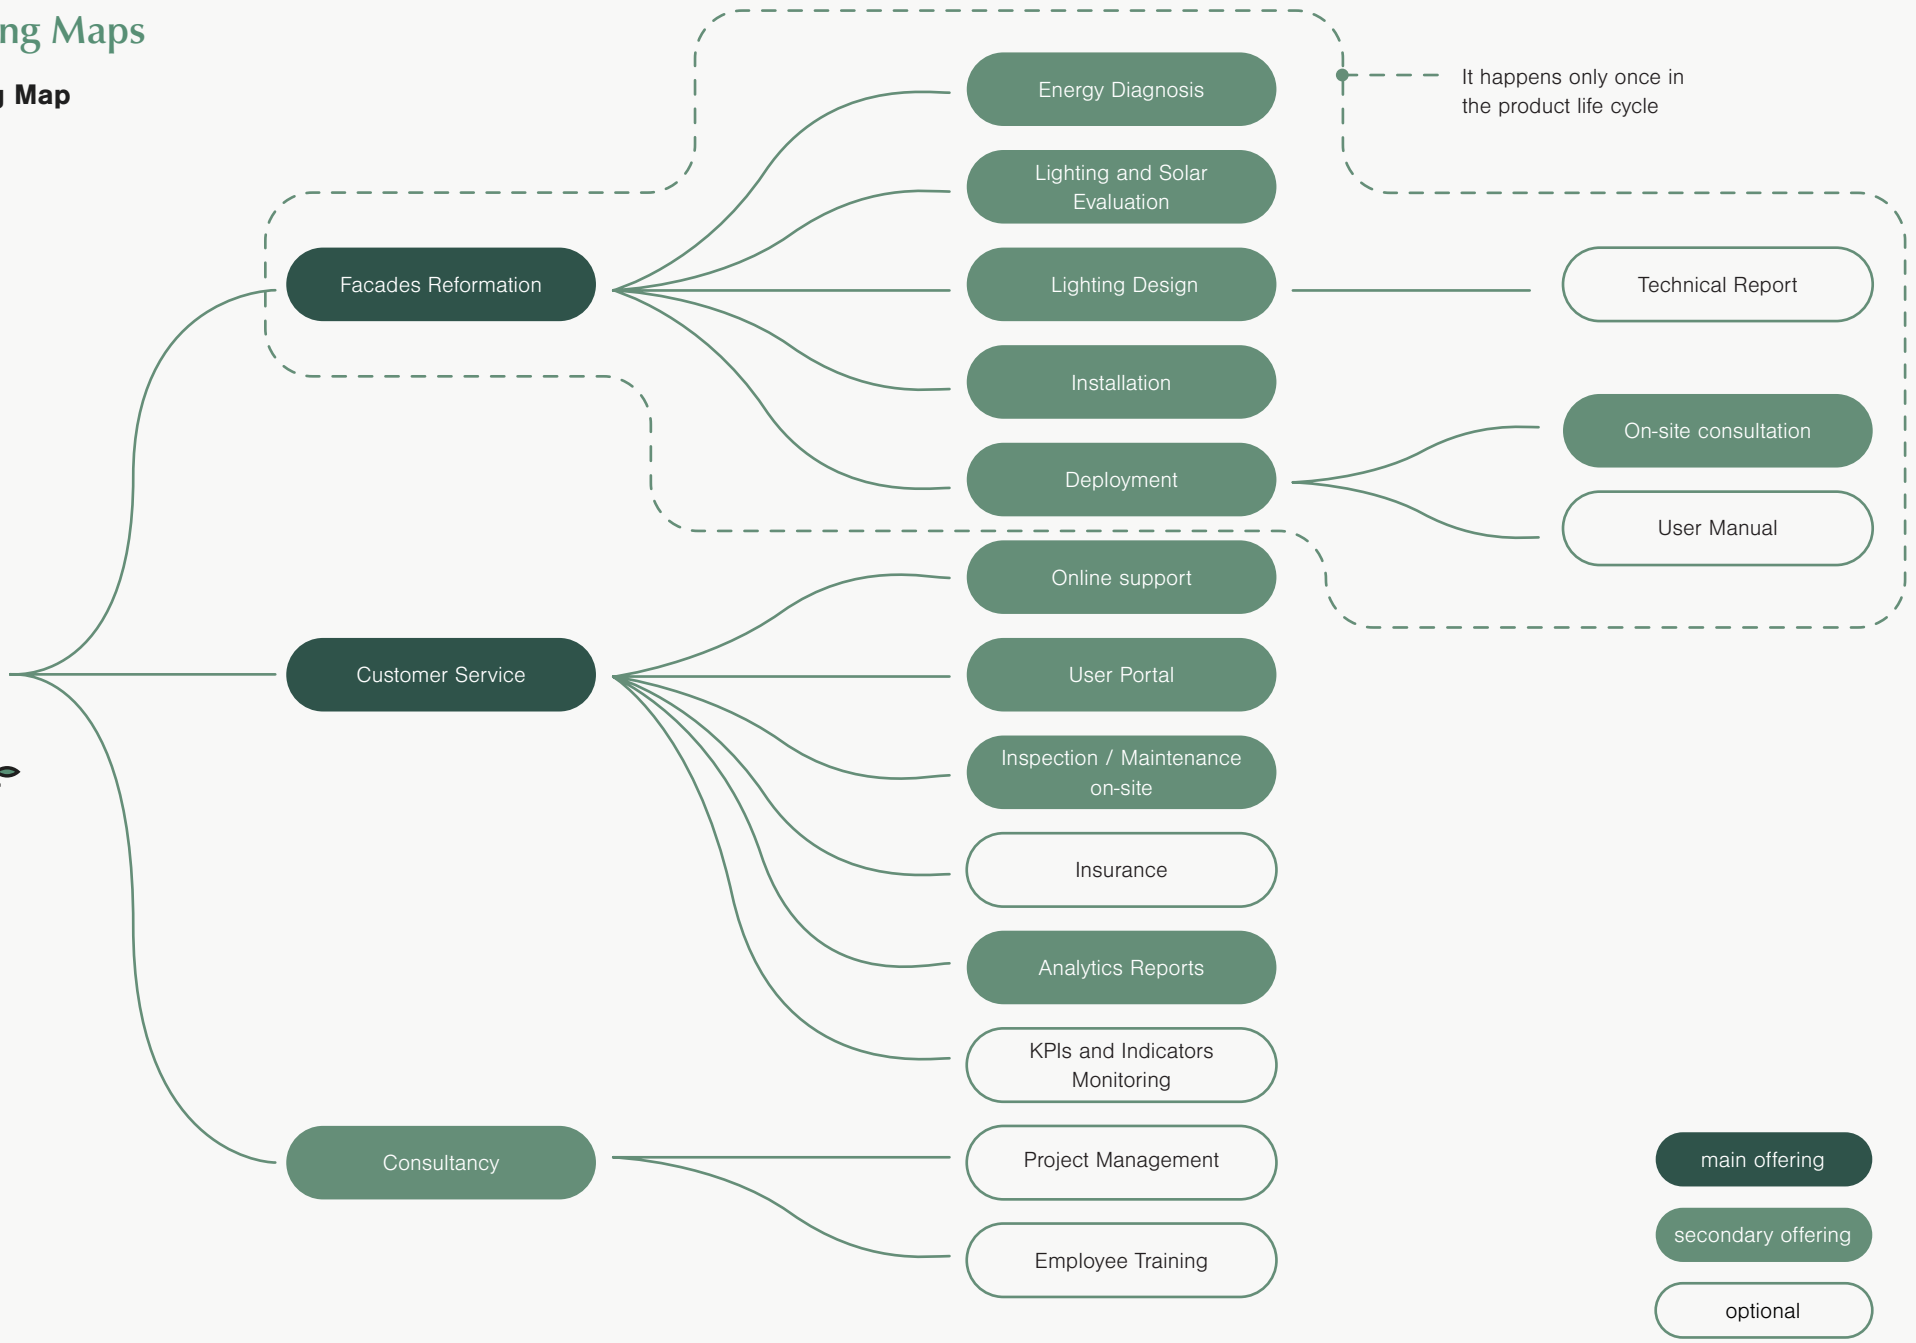 ng Maps
g Map
It happens only once in
the product life cycle
Energy Diagnosis
Lighting and Solar
Evaluation
Facades Reformation
Lighting Design
Technical Report
Installation
On-site consultation
Deployment
User Manual
Online support
Customer Service
User Portal
Inspection / Maintenance
on-site
Insurance
Analytics Reports
KPIs and Indicators
Monitoring
Consultancy
Project Management
Employee Training
main offering
secondary offering
optional